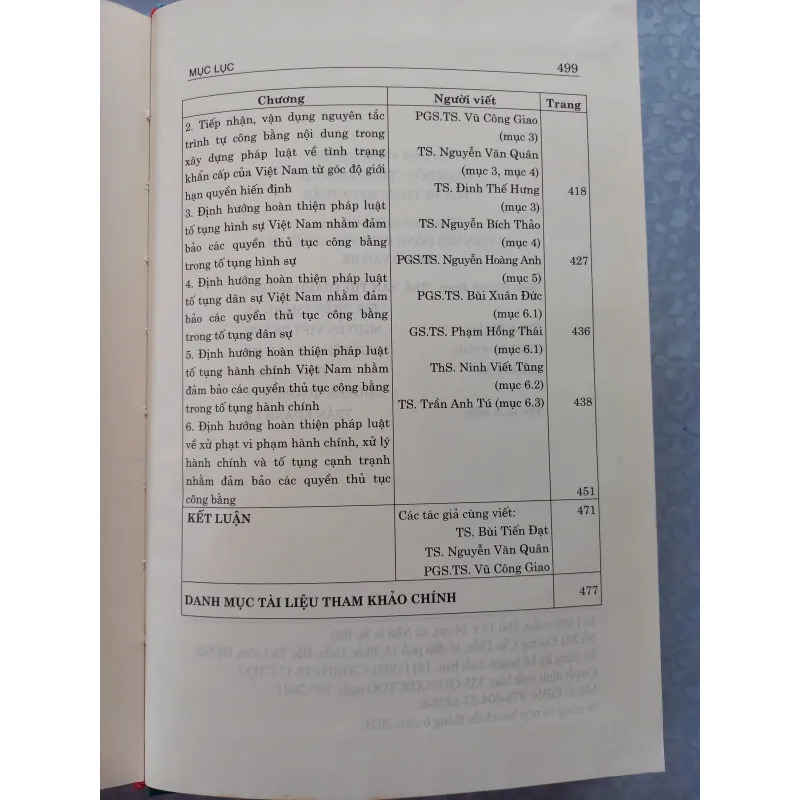 MỤC LỤC 499
Chương Người viết Trang
2. Tiếp nhận, vận dụng nguyên tắc
trình tự công bằng nội dung trong
xây dựng pháp luật về tình trạng
khẩn cấp của Việt Nam từ góc độ giới
hạn quyền hiến định
3. Định hướng hoàn thiện pháp luật
tố tụng hình sự Việt Nam nhằm đảm
bảo các quyền thủ tục công bằng
trong tố tụng hình sự
4. Định hướng hoàn thiện pháp luật
tố tụng dân sự Việt Nam nhằm đảm
bảo các quyền thủ tục công bằng
trong tố tụng dân sự
5. Định hướng hoàn thiện pháp luật
tố tụng hành chính Việt Nam nhằm
đảm bảo các quyền thủ tục công bằng
trong tố tụng hành chính
6. Định hướng hoàn thiện pháp luật
về xử phạt vi phạm hành chính, xử lý
hành chính và tố tụng cạnh tranh
nhằm đảm bảo các quyền thủ tục
công bằng
PGS.TS. Vũ Công Giao
(mục 3)
TS. Nguyễn Văn Quân
(mục 3, mục 4)
TS. Đinh Thế Hưng
(mục 3)
TS. Nguyễn Bích Thảo
(mục 4)
PGS.TS. Nguyễn Hoàng Anh
(mục 5)
PGS.TS. Bùi Xuân Đức
(mục 6.1)
GS.TS. Phạm Hồng Thái
(mục 6.1)
ThS. Ninh Viết Tùng
(mục 6.2)
TS. Trần Anh Tú (mục 6.3)
418
427
436
438
451
KẾT LUẬN
Các tác giả cùng viết:
TS. Bùi Tiến Đạt
TS. Nguyễn Văn Quân
PGS.TS. Vũ Công Giao
471
DANH MỤC TÀI LIỆU THAM KHẢO CHÍNH 477